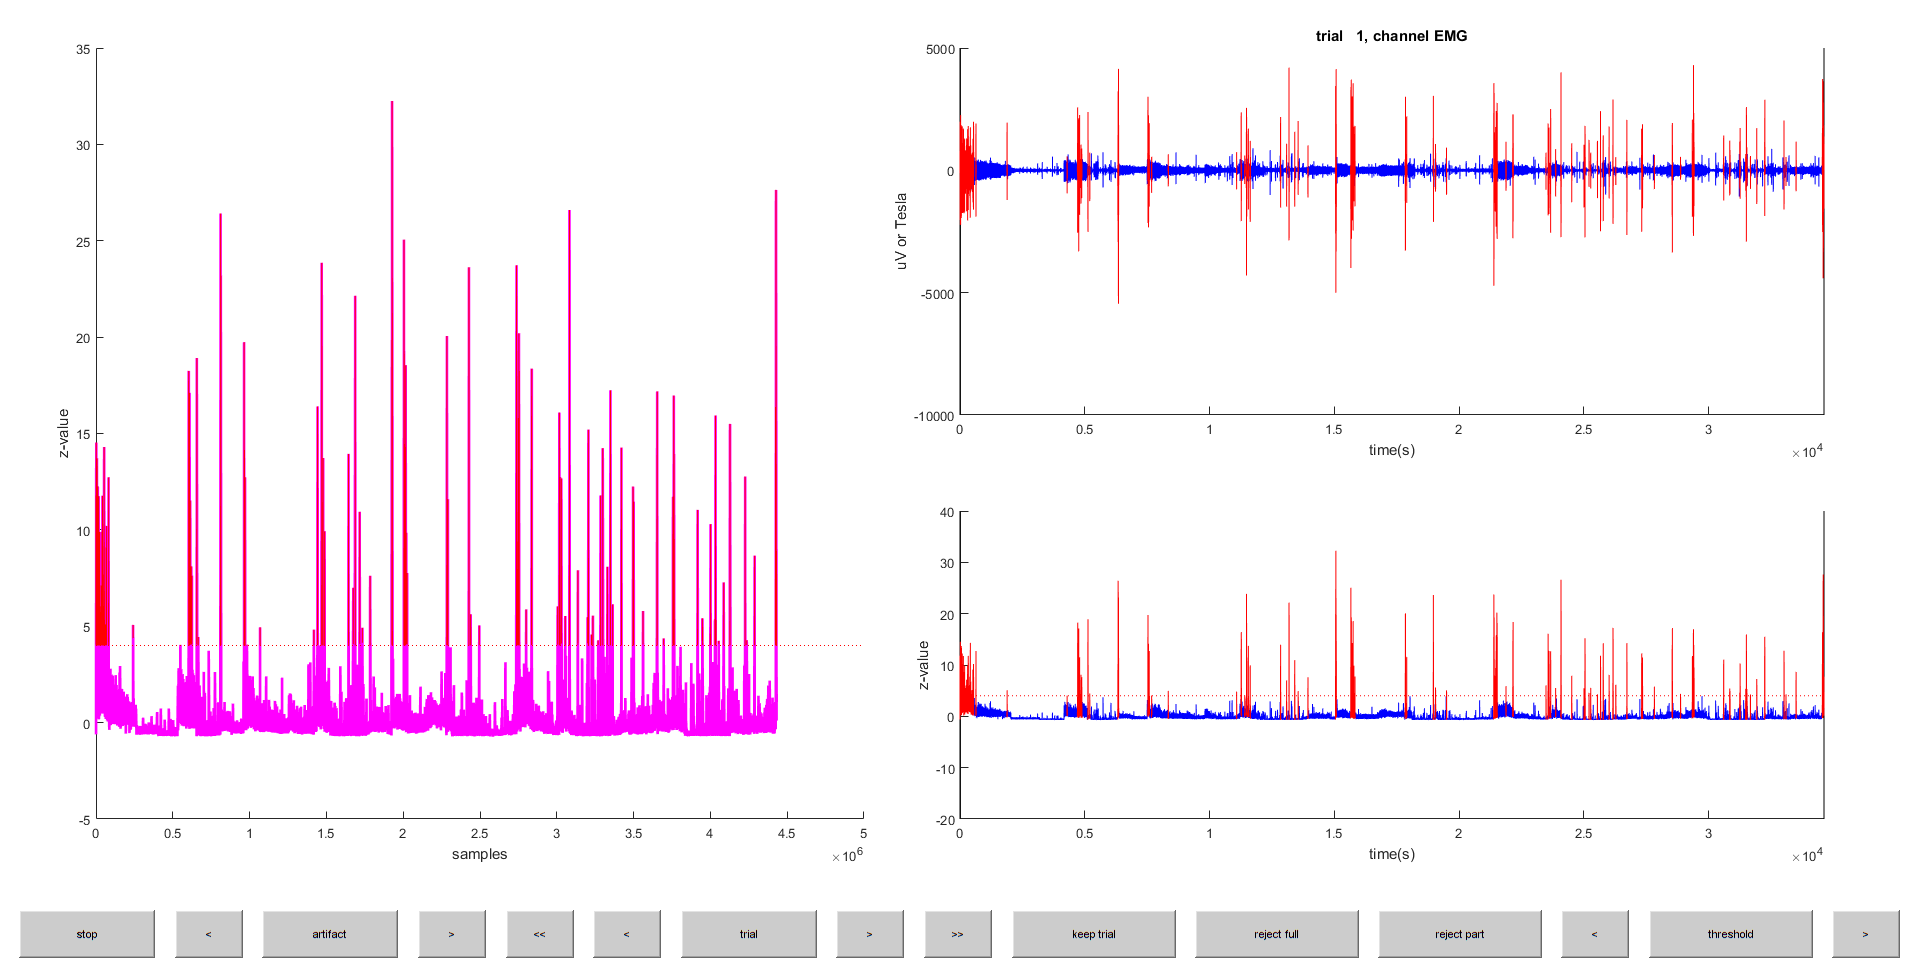 35
30
25
20
15
10
5
0
-5
z-value
0 0.5 1 1.5 2 2.5 3 3.5 4 4.5 5
samples
×10^6
trial 1, channel EMG
5000
0
-5000
-10000
uV or Tesla
0 0.5 1 1.5 2 2.5 3
time(s)
×10^4
40
30
20
10
0
-10
-20
z-value
0 0.5 1 1.5 2 2.5 3
time(s)
×10^4
stop < artifact > << < trial > >> keep trial reject full reject part < threshold >